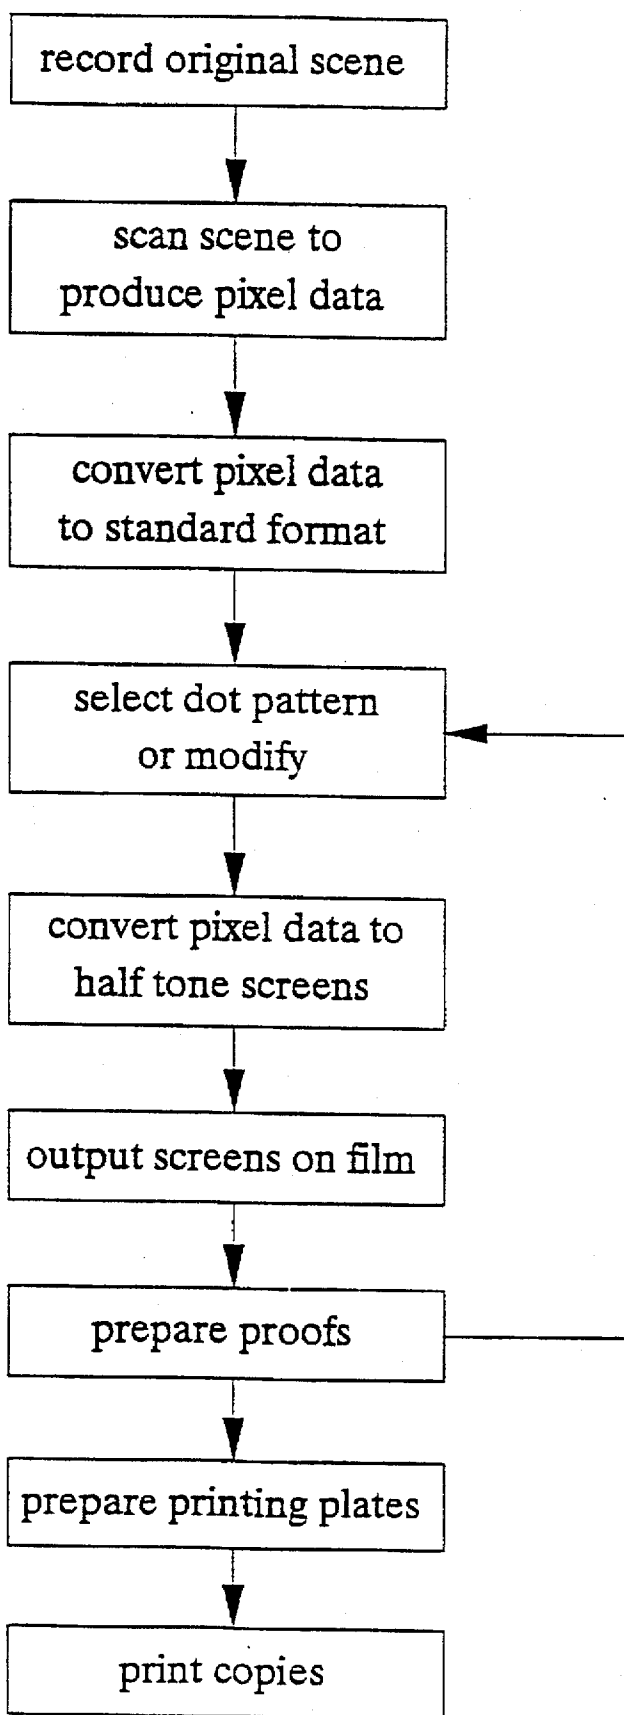 record original scene
scan scene to
produce pixel data
convert pixel data
to standard format
select dot pattern
or modify
convert pixel data to
half tone screens
output screens on film
prepare proofs
prepare printing plates
print copies